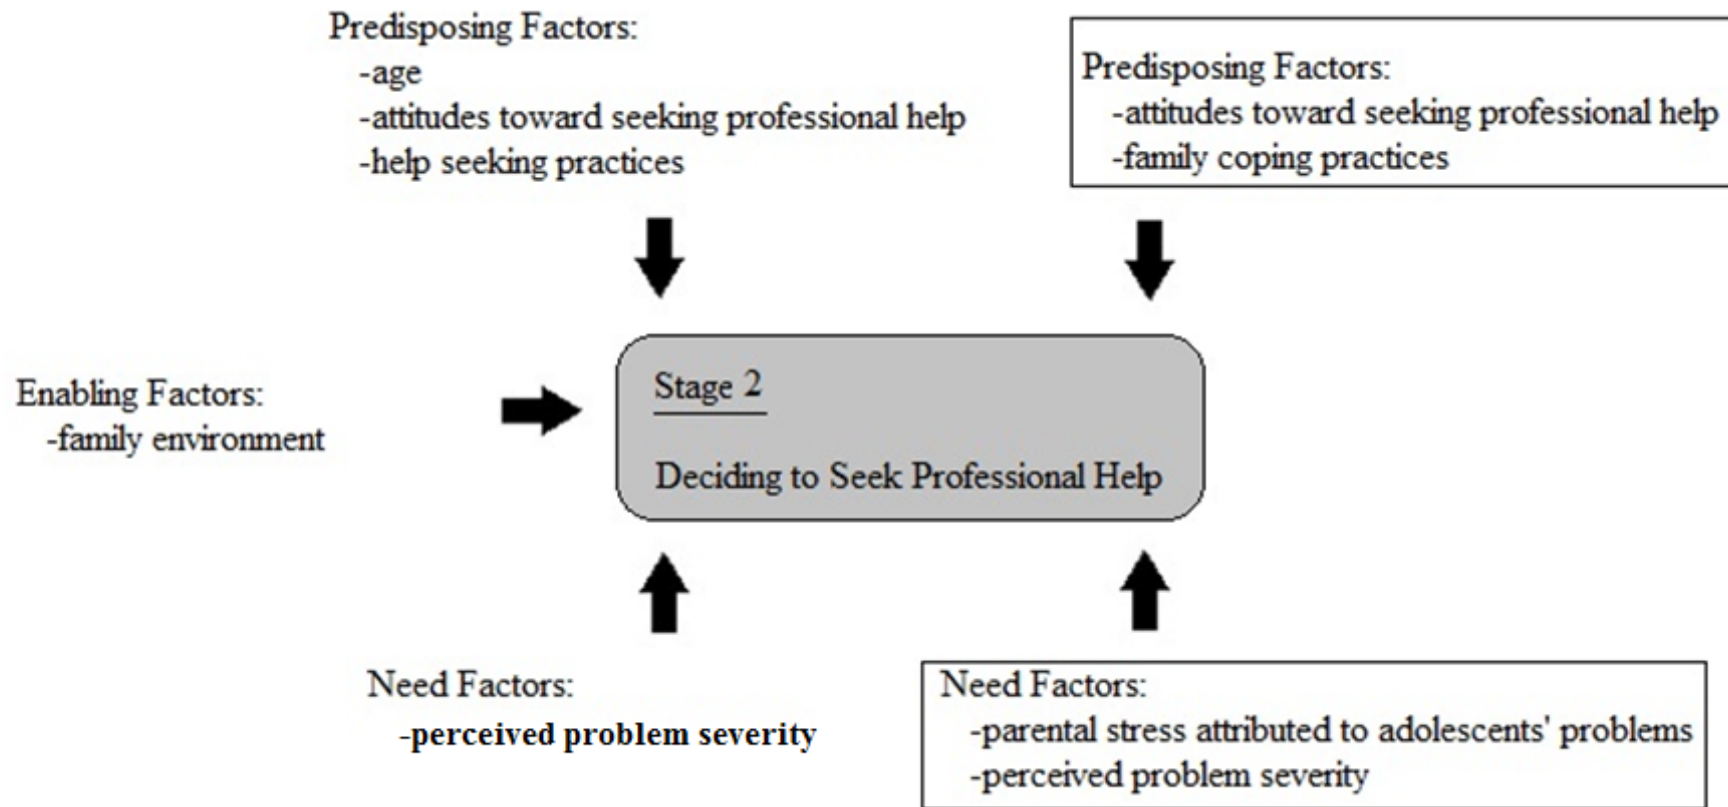 Predisposing Factors:
-age
-attitudes toward seeking professional help
-help seeking practices
Predisposing Factors:
-attitudes toward seeking professional help
-family coping practices
Enabling Factors:
-family environment
Stage 2
Deciding to Seek Professional Help
Need Factors:
-perceived problem severity
Need Factors:
-parental stress attributed to adolescents' problems
-perceived problem severity